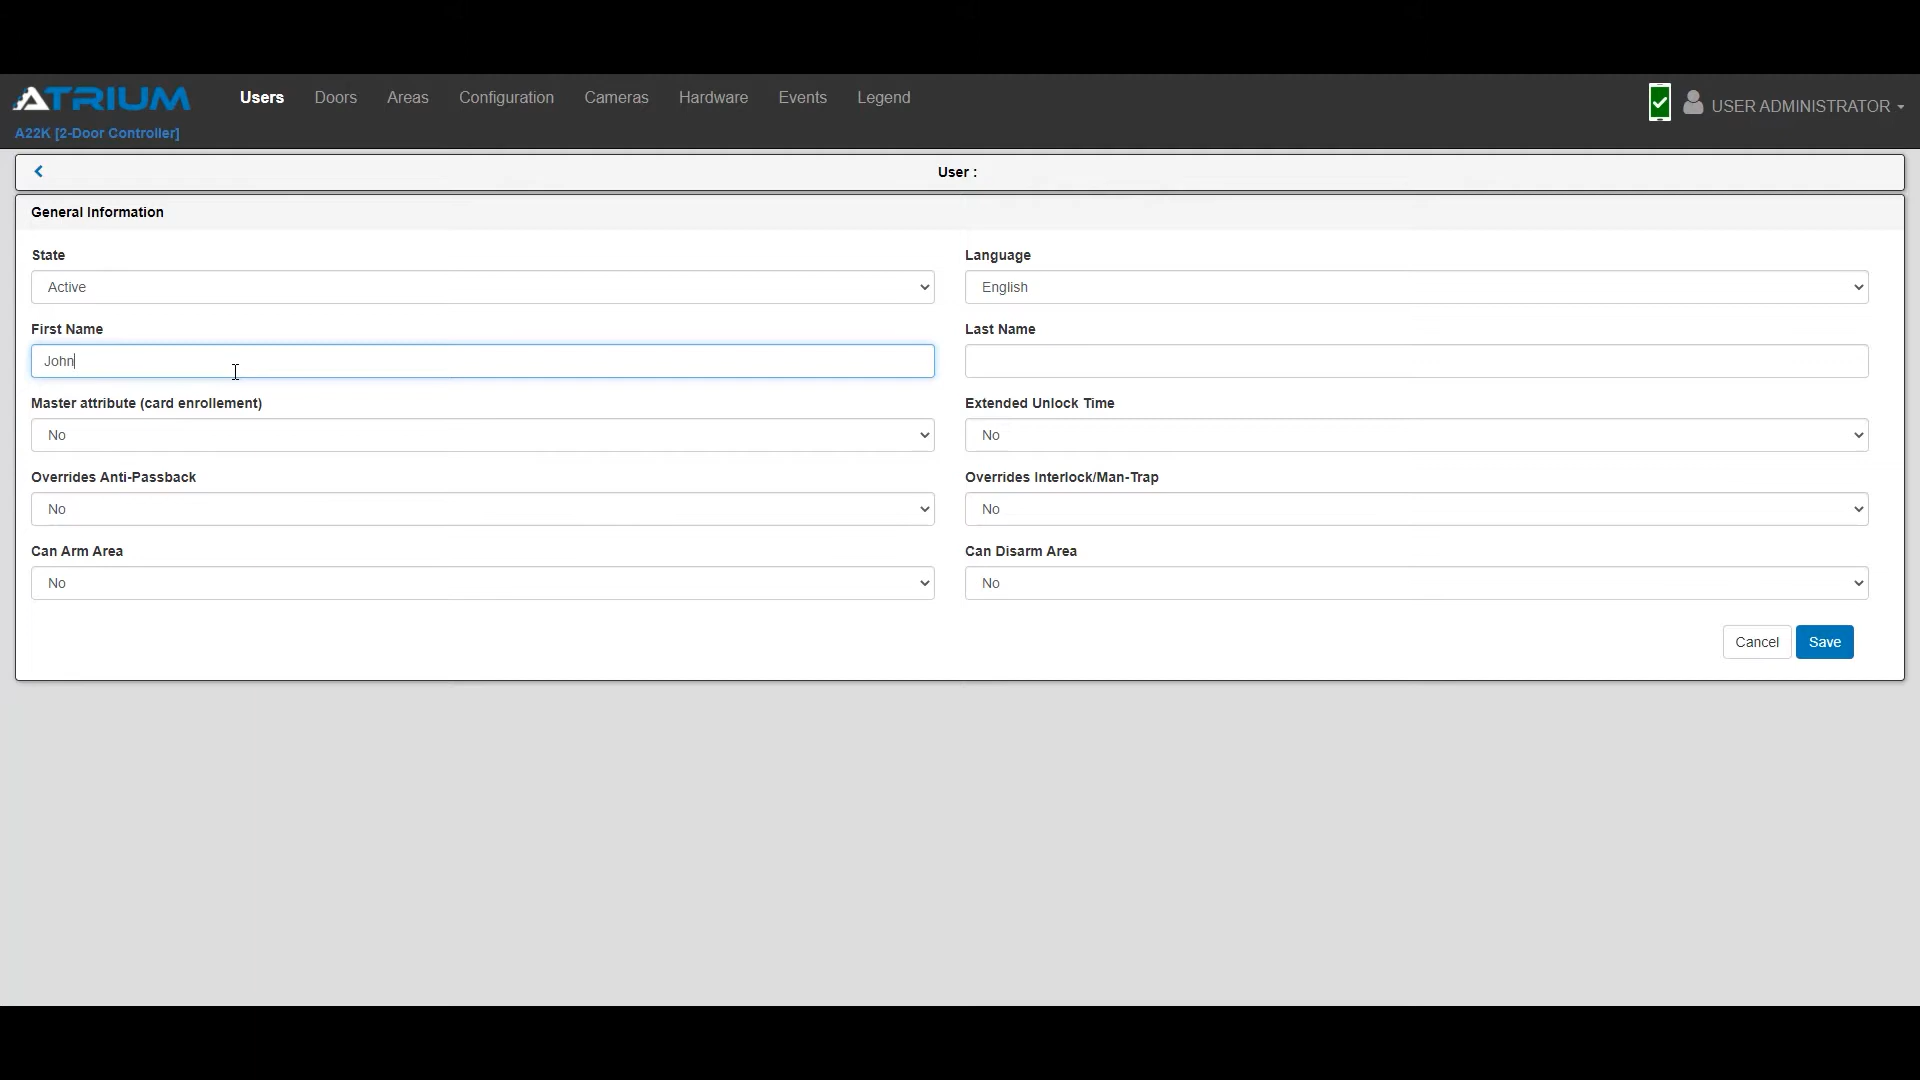 ATRIUM
Users Doors Areas Configuration Cameras Hardware Events Legend
USER ADMINISTRATOR
A22K [2-Door Controller]
User :
General Information
State Language
Active English
First Name Last Name
John
Master attribute (card enrollement) Extended Unlock Time
No No
Overrides Anti-Passback Overrides Interlock/Man-Trap
No No
Can Arm Area Can Disarm Area
No No
Cancel Save